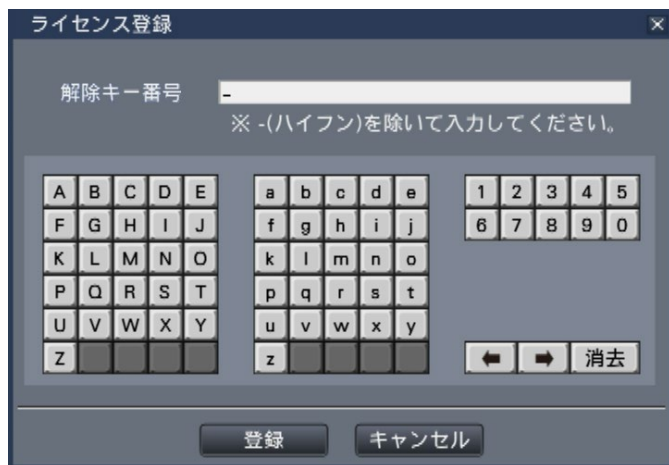 ライセンス登録 ×
解除キー番号 -
※ -(ハイフン)を除いて入力してください。
A B C D E a b c d e 1 2 3 4 5
F G H I J f g h i j 6 7 8 9 0
K L M N O k l m n o
P Q R S T p q r s t
U V W X Y u v w x y
Z z ← → 消去
登録 キャンセル